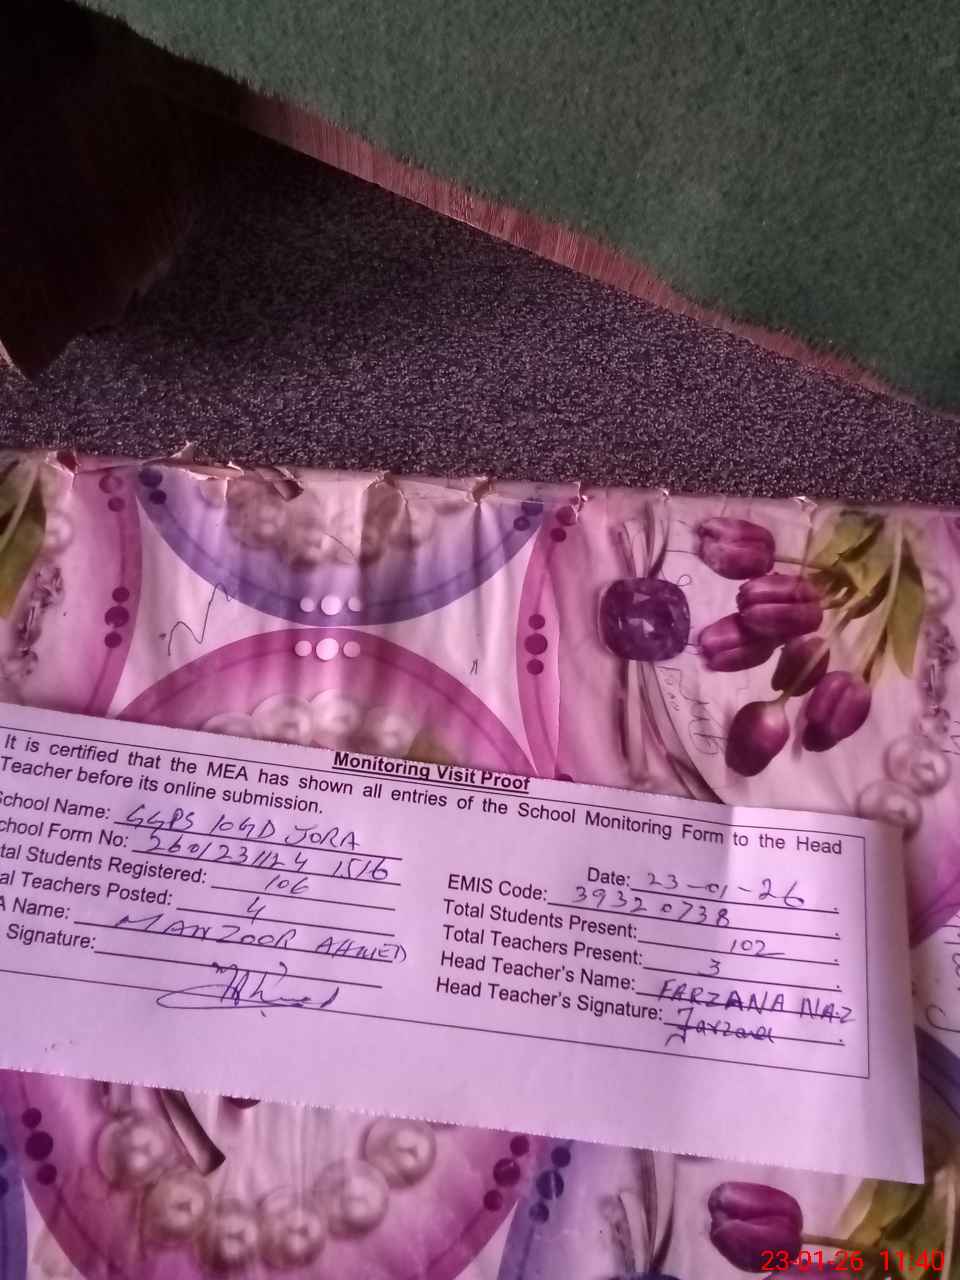 Monitoring Visit Proof
It is certified that the MEA has shown all entries of the School Monitoring Form to the Head
Teacher before its online submission.
Date: 23-01-26
School Name: GGPS 10GD JORA
EMIS Code: 39320738
chool Form No: 2601231124 1516
Total Students Present: 102
tal Students Registered: 106
Total Teachers Present: 3
al Teachers Posted: 4
Head Teacher's Name: FARZANA NAZ
A Name: MANZOOR AHMED
Head Teacher's Signature: Farzana
Signature: Ahmed
23-01-26 11:40